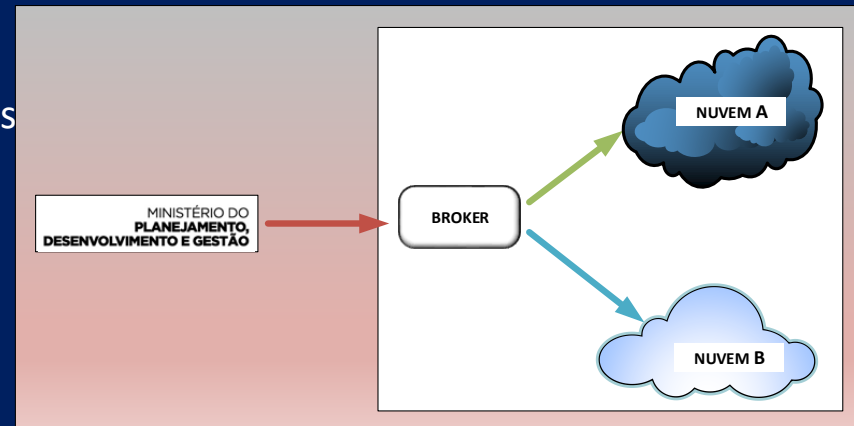 S
MINISTÉRIO DO
PLANEJAMENTO,
DESENVOLVIMENTO E GESTÃO
BROKER
NUVEM A
NUVEM B